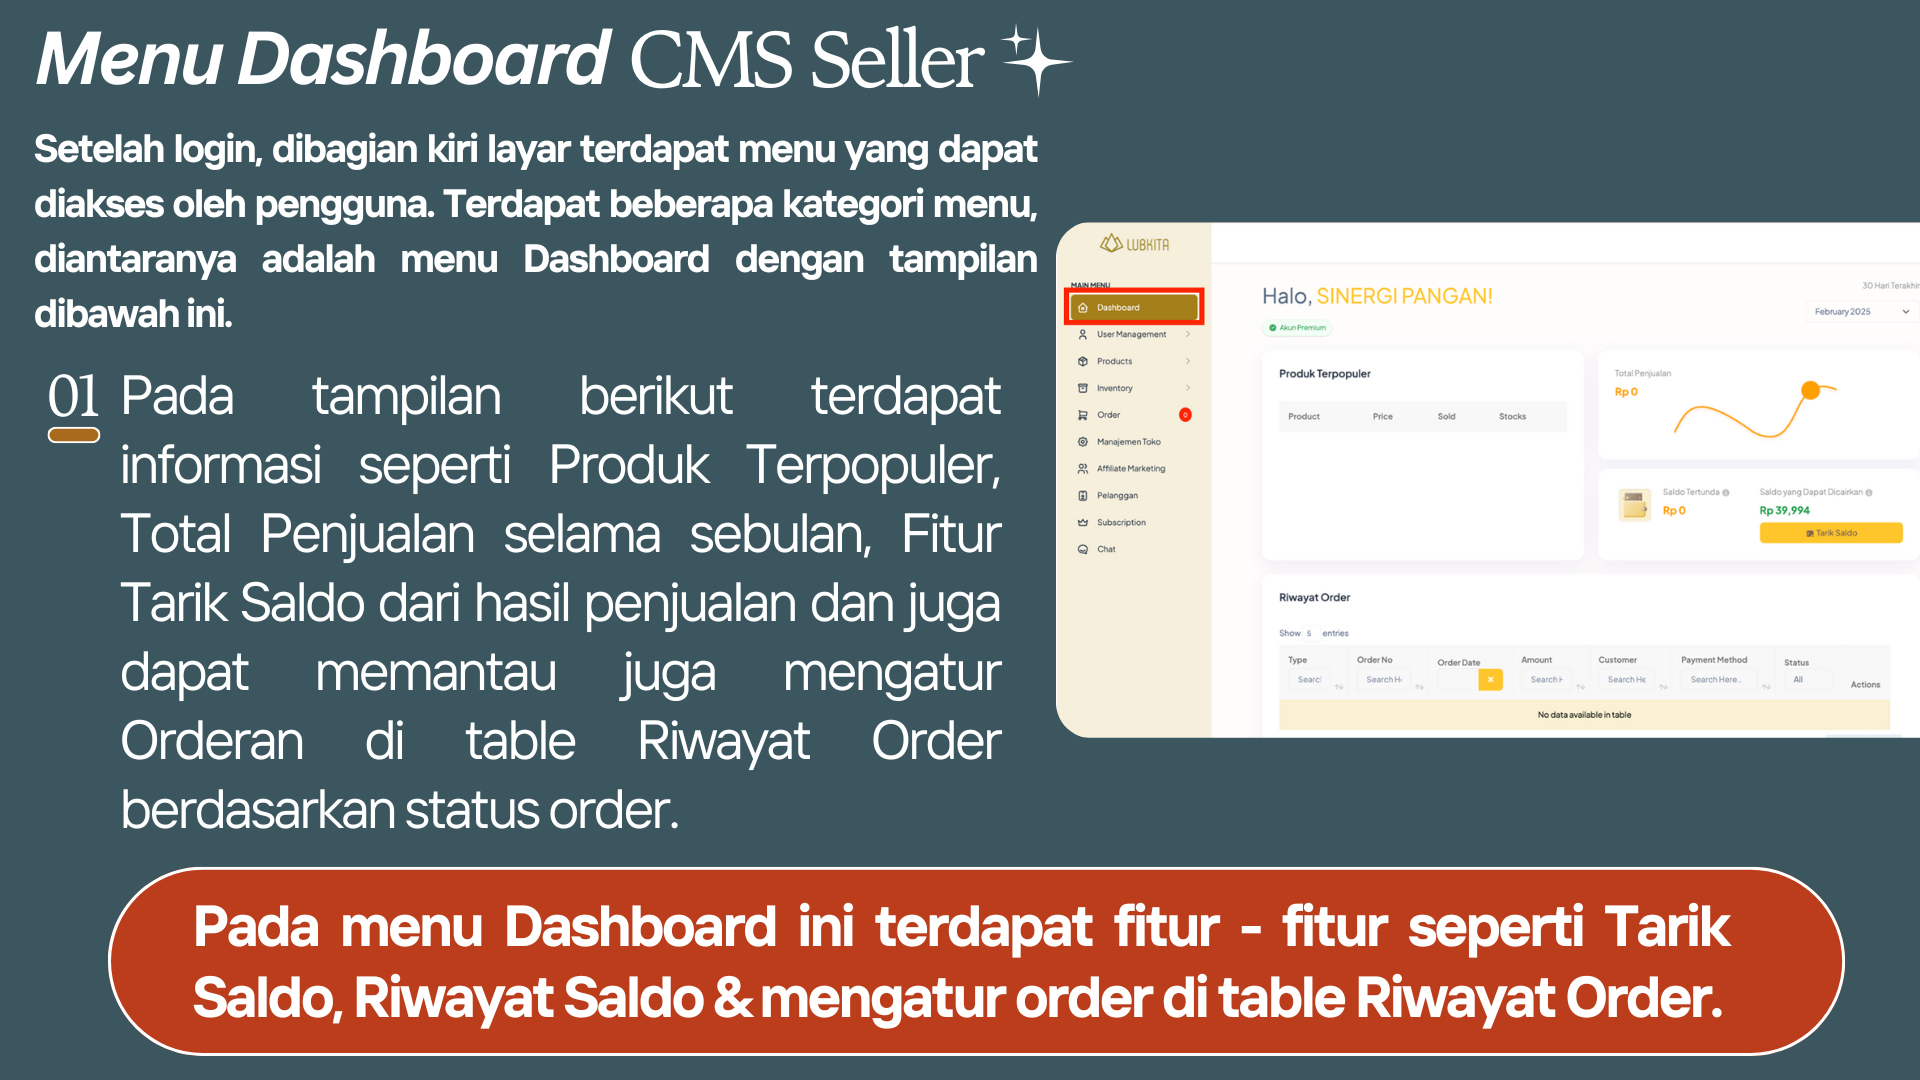 Menu Dashboard CMS Seller
Setelah login, dibagian kiri layar terdapat menu yang dapat
diakses oleh pengguna. Terdapat beberapa kategori menu,
diantaranya adalah menu Dashboard dengan tampilan
dibawah ini.
01
Pada tampilan berikut terdapat
informasi seperti Produk Terpopuler,
Total Penjualan selama sebulan, Fitur
Tarik Saldo dari hasil penjualan dan juga
dapat memantau juga mengatur
Orderan di table Riwayat Order
berdasarkan status order.
LUBKITA
MAIN MENU
Dashboard
User Management
Products
Inventory
Order 0
Manajemen Toko
Affiliate Marketing
Pelanggan
Subscription
Chat
Halo, SINERGI PANGAN!
Akun Premium
30 Hari Terakhir
February 2025
Produk Terpopuler
Product Price Sold Stocks
Total Penjualan
Rp 0
Saldo Tertunda
Rp 0
Saldo yang Dapat Dicairkan
Rp 39,994
Tarik Saldo
Riwayat Order
Show 5 entries
Type Order No Order Date Amount Customer Payment Method Status Actions
Searc Search H Search H Search He Search Here.. All
No data available in table
Pada menu Dashboard ini terdapat fitur - fitur seperti Tarik
Saldo, Riwayat Saldo & mengatur order di table Riwayat Order.